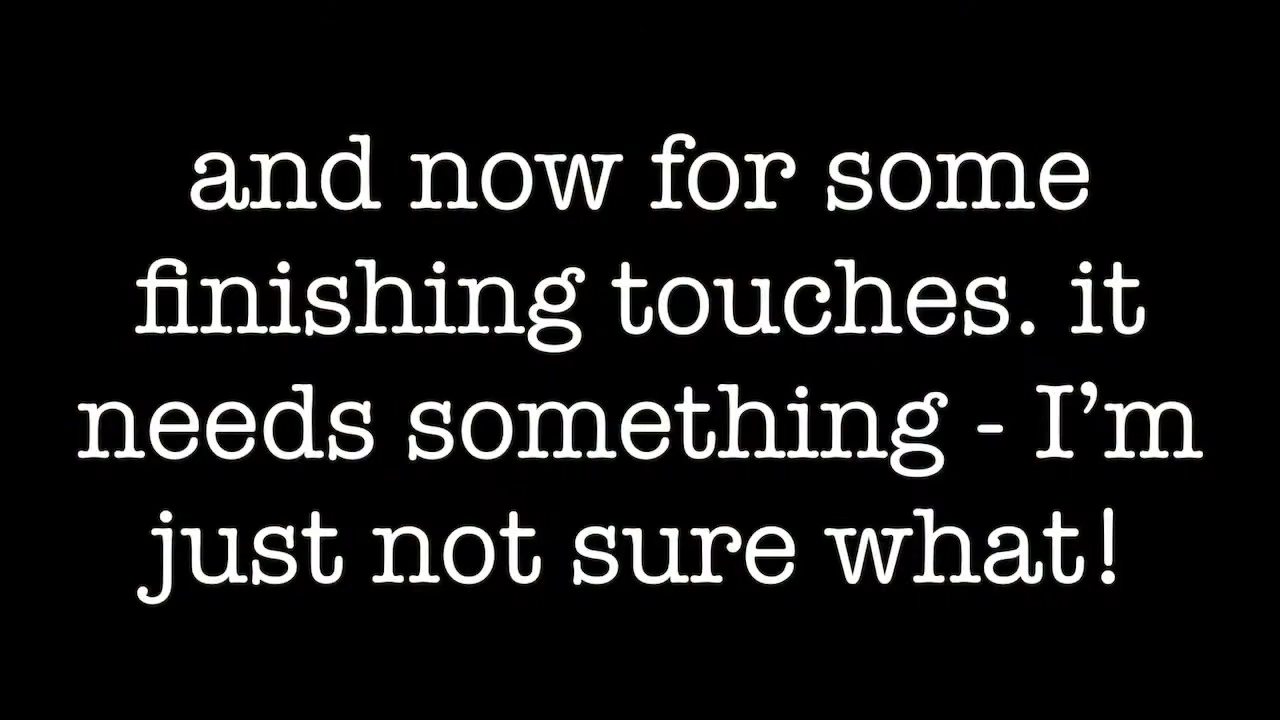 and now for some
finishing touches. it
needs something - I’m
just not sure what!